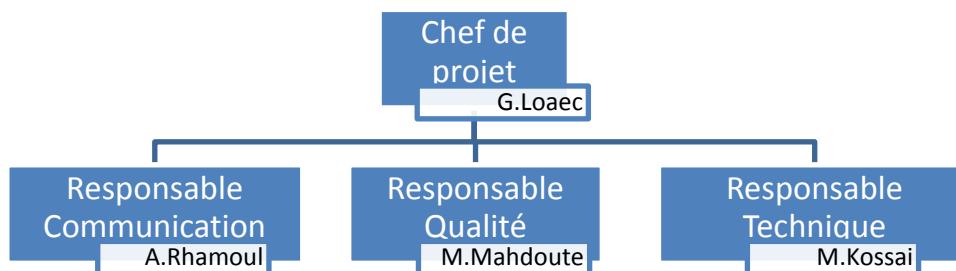 Chef de
projet
G.Loaec
Responsable
Communication
A.Rhamoul
Responsable
Qualité
M.Mahdoute
Responsable
Technique
M.Kossai